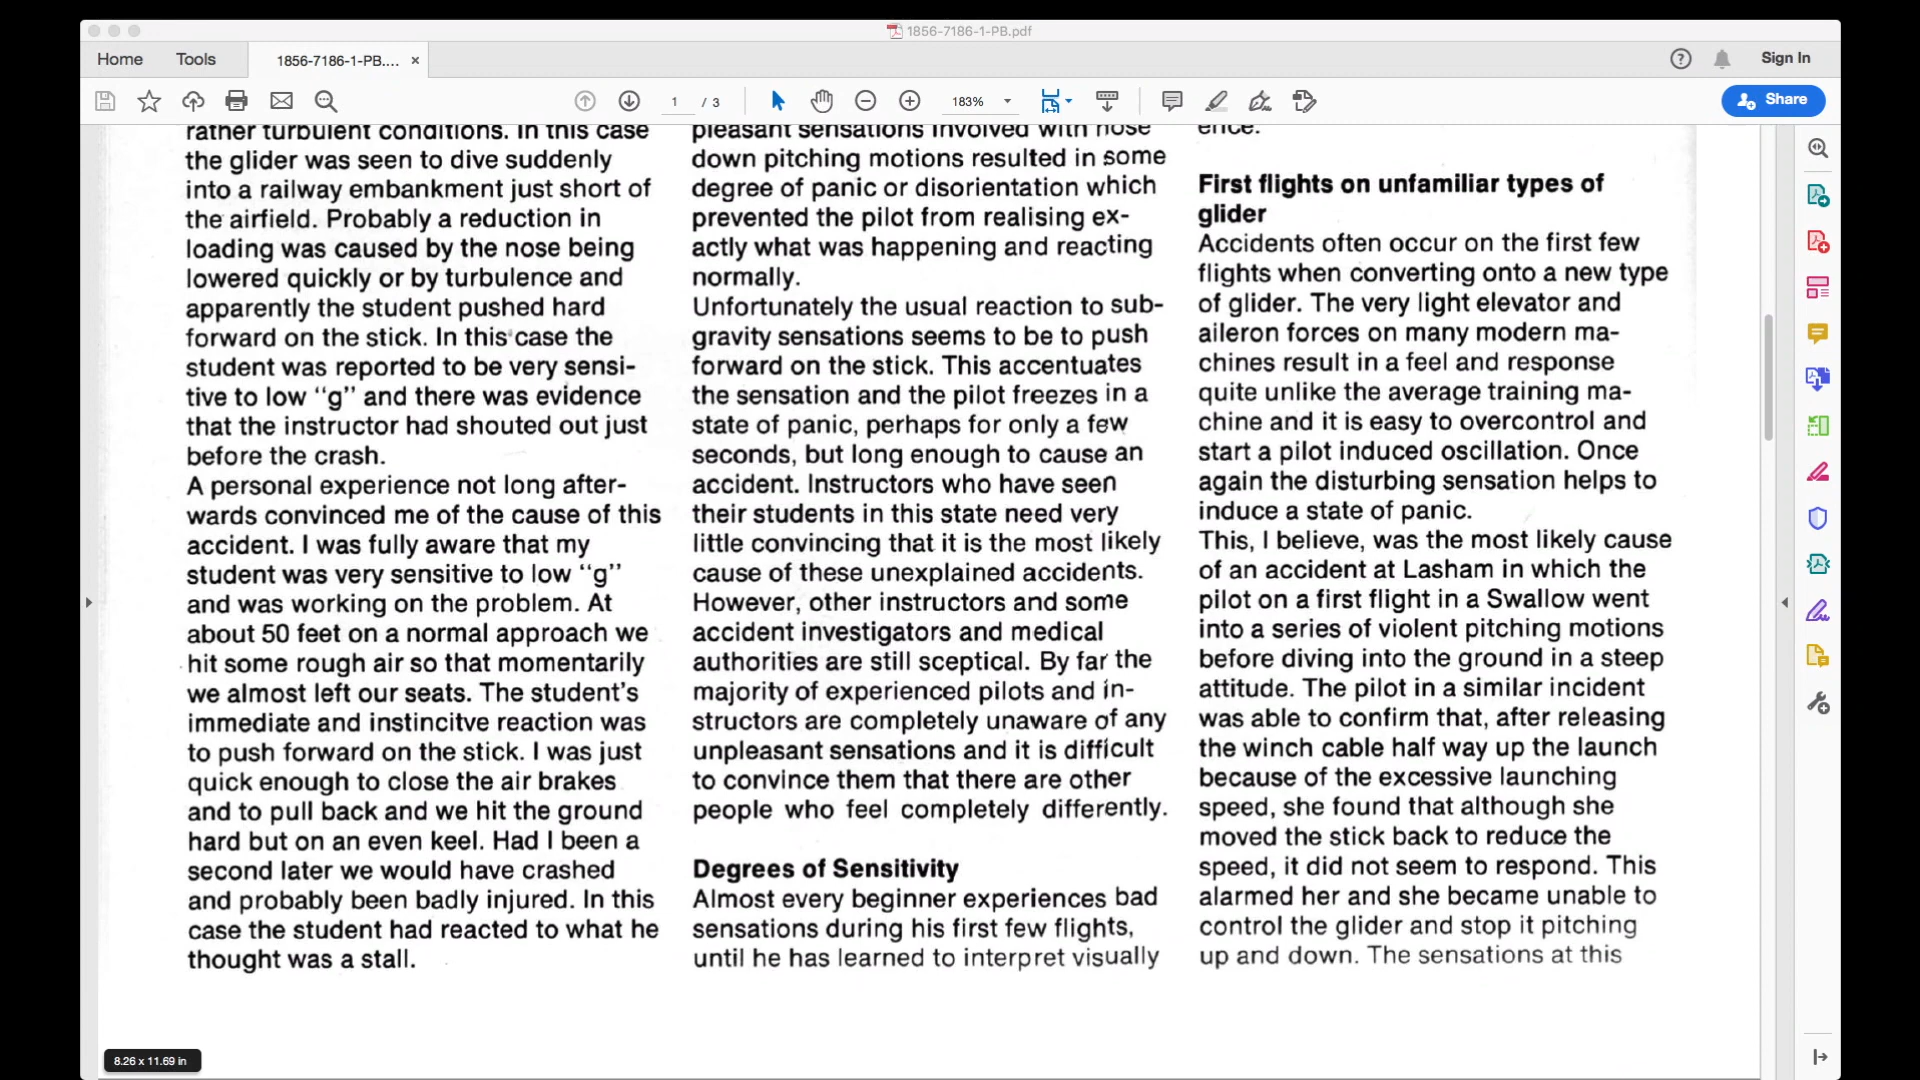 1856-7186-1-PB.pdf
Home
Tools
1856-7186-1-PB....
×
Sign In
1 / 3
183%
Share
rather turbulent conditions. In this case
the glider was seen to dive suddenly
into a railway embankment just short of
the airfield. Probably a reduction in
loading was caused by the nose being
lowered quickly or by turbulence and
apparently the student pushed hard
forward on the stick. In this case the
student was reported to be very sensi-
tive to low "g" and there was evidence
that the instructor had shouted out just
before the crash.
A personal experience not long after-
wards convinced me of the cause of this
accident. I was fully aware that my
student was very sensitive to low "g"
and was working on the problem. At
about 50 feet on a normal approach we
hit some rough air so that momentarily
we almost left our seats. The student's
immediate and instincitve reaction was
to push forward on the stick. I was just
quick enough to close the air brakes
and to pull back and we hit the ground
hard but on an even keel. Had I been a
second later we would have crashed
and probably been badly injured. In this
case the student had reacted to what he
thought was a stall.
pleasant sensations involved with nose
down pitching motions resulted in some
degree of panic or disorientation which
prevented the pilot from realising ex-
actly what was happening and reacting
normally.
Unfortunately the usual reaction to sub-
gravity sensations seems to be to push
forward on the stick. This accentuates
the sensation and the pilot freezes in a
state of panic, perhaps for only a few
seconds, but long enough to cause an
accident. Instructors who have seen
their students in this state need very
little convincing that it is the most likely
cause of these unexplained accidents.
However, other instructors and some
accident investigators and medical
authorities are still sceptical. By far the
majority of experienced pilots and in-
structors are completely unaware of any
unpleasant sensations and it is difficult
to convince them that there are other
people who feel completely differently.
Degrees of Sensitivity
Almost every beginner experiences bad
sensations during his first few flights,
until he has learned to interpret visually
ence.
First flights on unfamiliar types of
glider
Accidents often occur on the first few
flights when converting onto a new type
of glider. The very light elevator and
aileron forces on many modern ma-
chines result in a feel and response
quite unlike the average training ma-
chine and it is easy to overcontrol and
start a pilot induced oscillation. Once
again the disturbing sensation helps to
induce a state of panic.
This, I believe, was the most likely cause
of an accident at Lasham in which the
pilot on a first flight in a Swallow went
into a series of violent pitching motions
before diving into the ground in a steep
attitude. The pilot in a similar incident
was able to confirm that, after releasing
the winch cable half way up the launch
because of the excessive launching
speed, she found that although she
moved the stick back to reduce the
speed, it did not seem to respond. This
alarmed her and she became unable to
control the glider and stop it pitching
up and down. The sensations at this
8.26 x 11.69 in